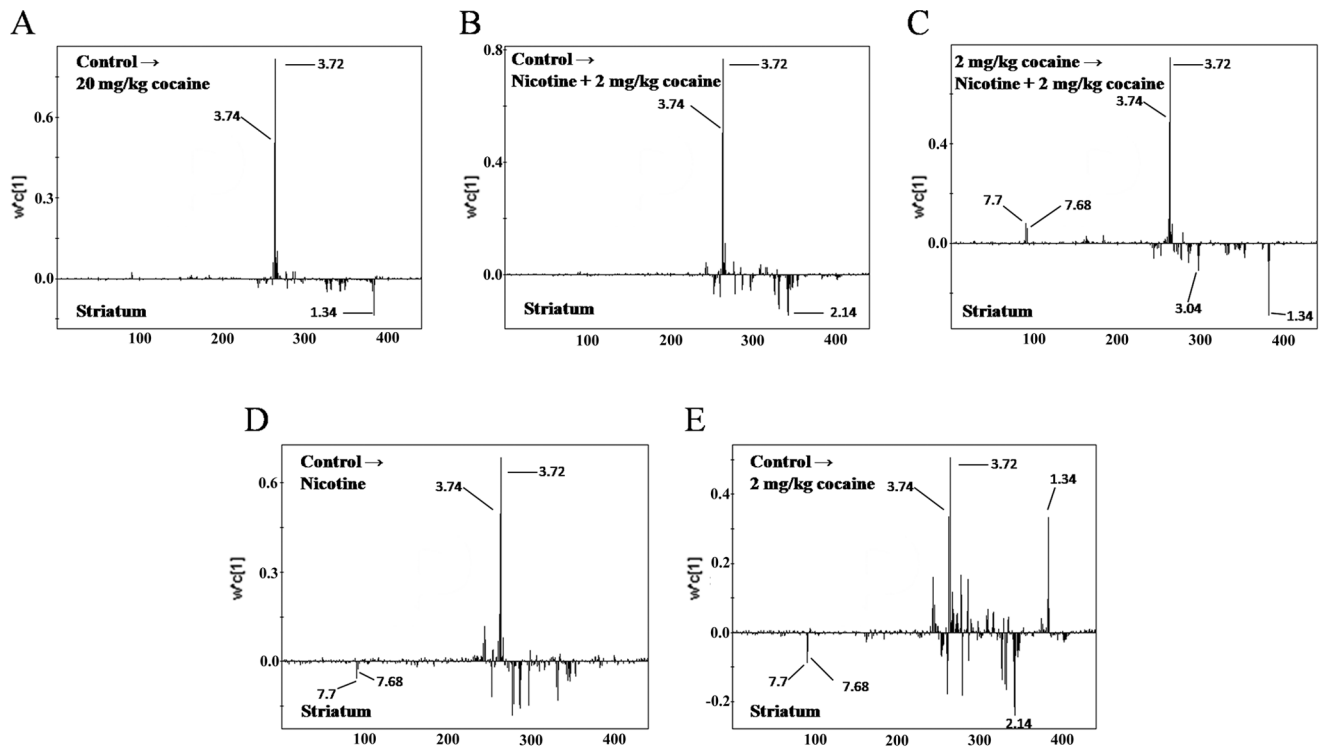 A
Control →
20 mg/kg cocaine
3.72
3.74
0.6
0.3
0.0
w*c[1]
1.34
Striatum
100
200
300
400
B
0.8
Control →
Nicotine + 2 mg/kg cocaine
3.72
3.74
0.4
0.0
w*c[1]
2.14
Striatum
100
200
300
400
C
2 mg/kg cocaine →
Nicotine + 2 mg/kg cocaine
3.72
3.74
0.4
7.7
7.68
0.0
w*c[1]
3.04
1.34
Striatum
100
200
300
400
D
Control →
Nicotine
3.72
3.74
0.6
0.3
0.0
w*c[1]
7.7
7.68
Striatum
100
200
300
400
E
Control →
2 mg/kg cocaine
3.72
3.74
1.34
0.4
0.2
0.0
-0.2
w*c[1]
7.7
7.68
Striatum
2.14
100
200
300
400